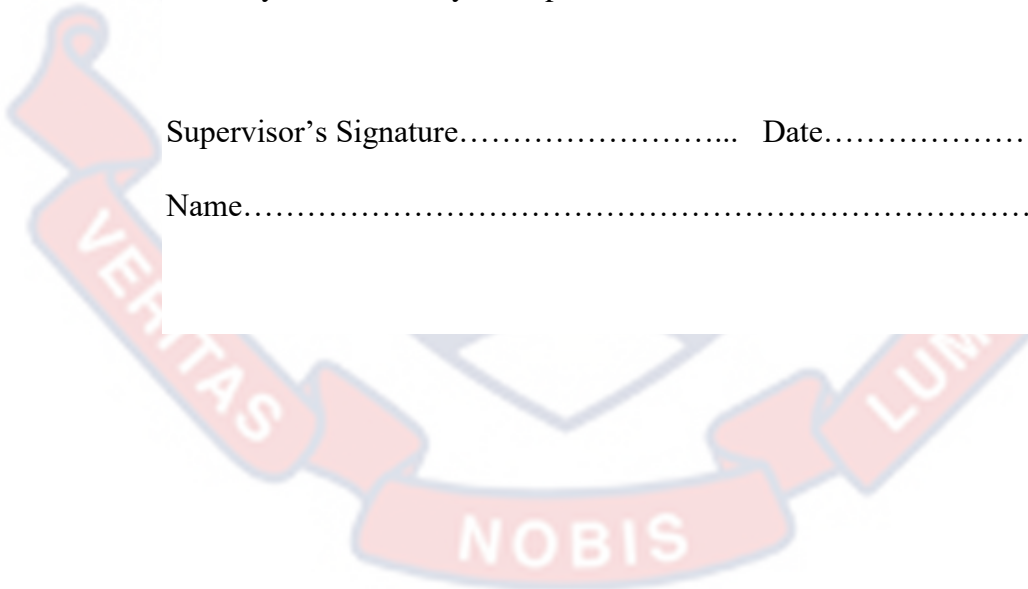 Supervisor’s Signature……………………... Date………………
Name……………………………………………………………
VERITAS
LUM
NOBIS